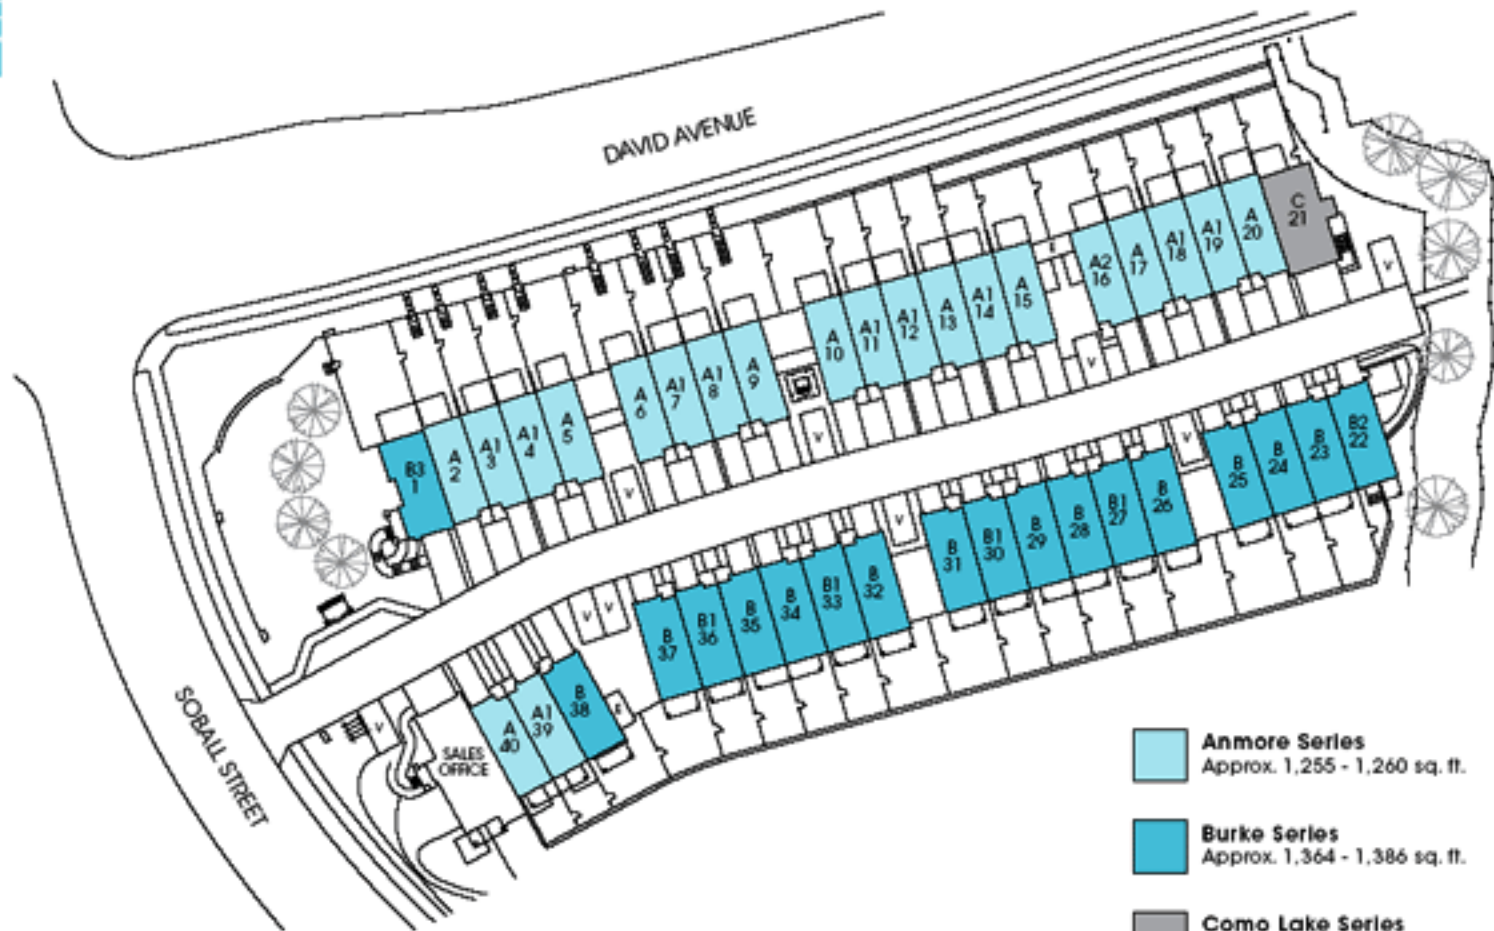 DAVID AVENUE
C
21
A
20
A1
19
A1
18
A
17
A2
16
A
15
A1
14
A
13
A1
12
A1
11
A
10
A
9
A1
8
A1
7
A
6
A
5
A1
4
A1
3
A
2
B3
1
V
V
V
V
E
B2
22
B
23
B
24
B
25
V
B
26
B1
27
B
28
B
29
B1
30
B
31
V
B
32
B1
33
B
34
B
35
B1
36
B
37
V V
B
38
E
A1
39
A
40
V
SALES
OFFICE
SOBALL STREET
Anmore Series
Approx. 1,255 - 1,260 sq. ft.
Burke Series
Approx. 1,364 - 1,386 sq. ft.
Como Lake Series